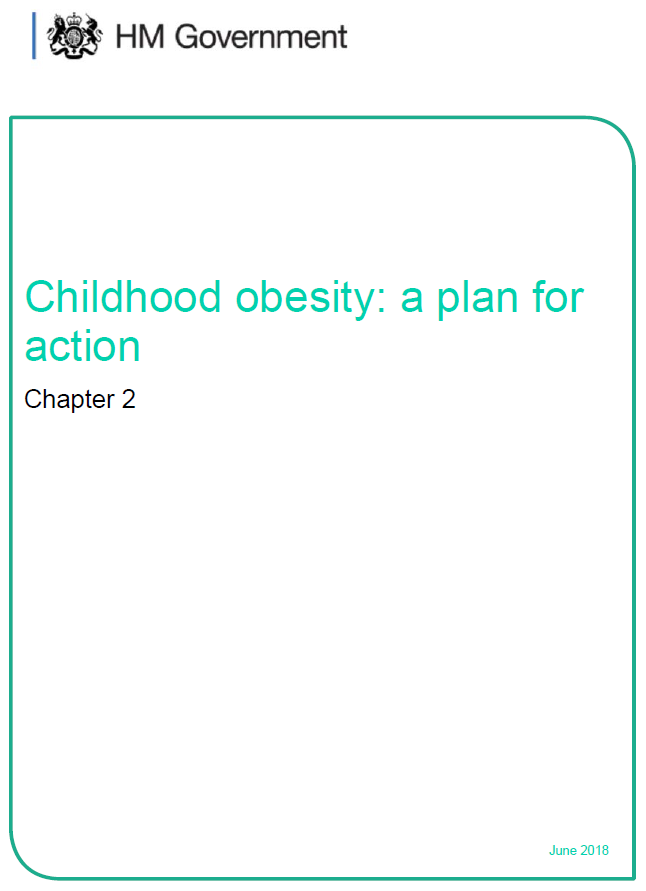 HM Government
Childhood obesity: a plan for
action
Chapter 2
June 2018